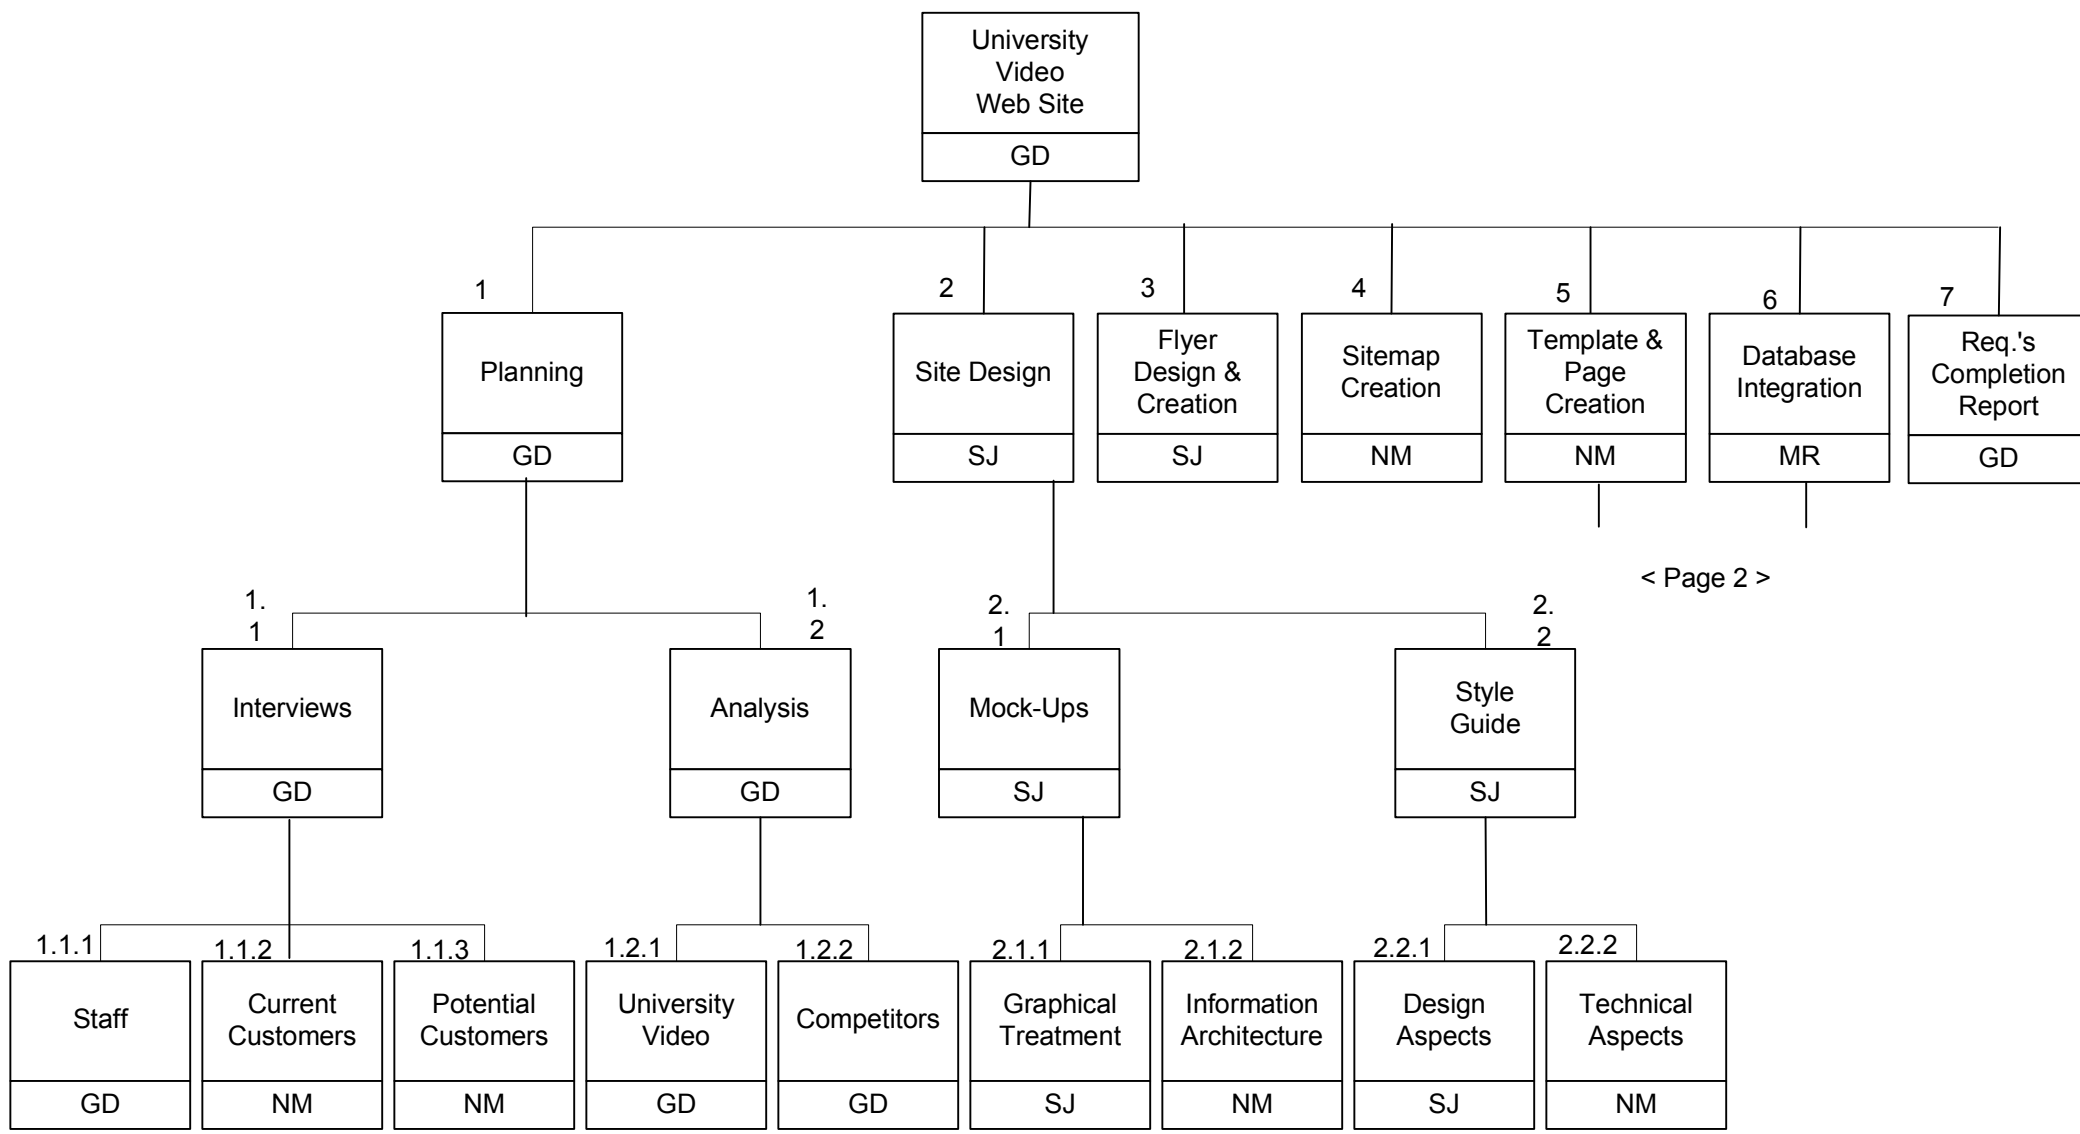 University
Video
Web Site
GD
1
2
3
4
5
6
7
Planning
GD
Site Design
SJ
Flyer
Design &
Creation
SJ
Sitemap
Creation
NM
Template &
Page
Creation
NM
Database
Integration
MR
Req.'s
Completion
Report
GD
< Page 2 >
1.
1
Interviews
GD
1.
2
Analysis
GD
2.
1
Mock-Ups
SJ
2.
2
Style
Guide
SJ
1.1.1
Staff
GD
1.1.2
Current
Customers
NM
1.1.3
Potential
Customers
NM
1.2.1
University
Video
GD
1.2.2
Competitors
GD
2.1.1
Graphical
Treatment
SJ
2.1.2
Information
Architecture
NM
2.2.1
Design
Aspects
SJ
2.2.2
Technical
Aspects
NM